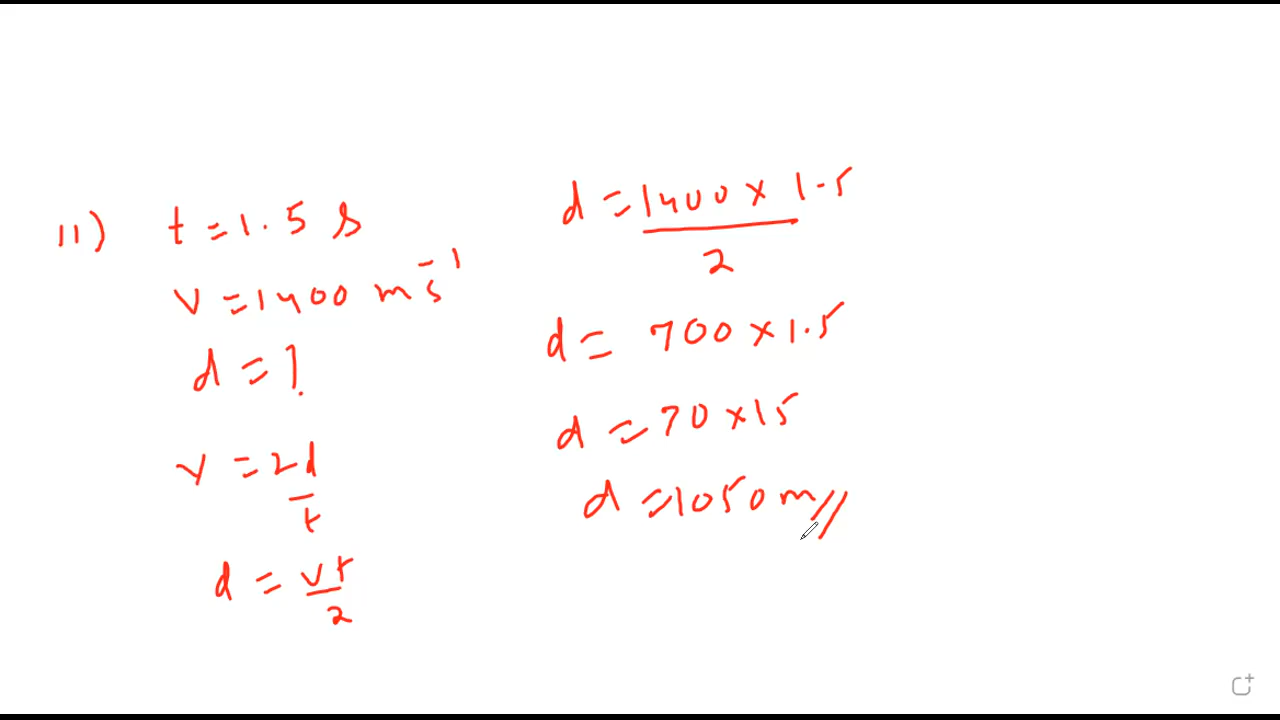 11) t = 1.5 s
v = 1400 ms⁻¹
d = ?
v = 2d
t
d = vt
2
d = 1400 × 1.5
2
d = 700 × 1.5
d = 70 × 15
d = 1050 m //